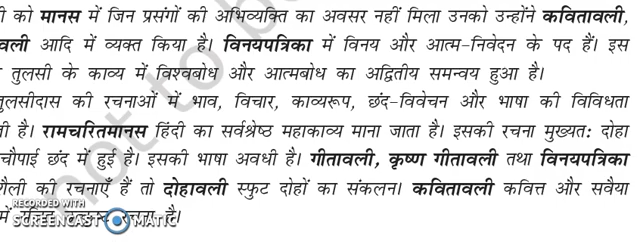 को मानस में जिन प्रसंगों की अभिव्यक्ति का अवसर नहीं मिला उनको उन्होंने कवितावली,
आदि में व्यक्त किया है। विनयपत्रिका में विनय और आत्म-निवेदन के पद हैं। इस
तुलसी के काव्य में विश्वबोध और आत्मबोध का अद्वितीय समन्वय हुआ है।
तुलसीदास की रचनाओं में भाव, विचार, काव्यरूप, छंद-विवेचन और भाषा की विविधता
है। रामचरितमानस हिंदी का सर्वश्रेष्ठ महाकाव्य माना जाता है। इसकी रचना मुख्यत: दोहा
चौपाई छंद में हुई है। इसकी भाषा अवधी है। गीतावली, कृष्ण गीतावली तथा विनयपत्रिका
शैली की रचनाएँ हैं तो दोहावली स्फुट दोहों का संकलन। कवितावली कवित्त और सवैया
में है।
RECORDED WITH
SCREENCAST MATIC
not to be